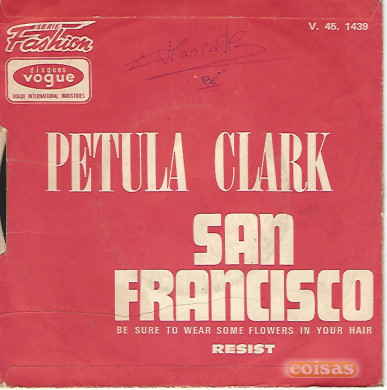 SERIE
Fashion
V. 45. 1439
disques
vogue
VOGUE INTERNATIONAL INDUSTRIES
PETULA CLARK
SAN
FRANCISCO
BE SURE TO WEAR SOME FLOWERS IN YOUR HAIR
RESIST
coisas